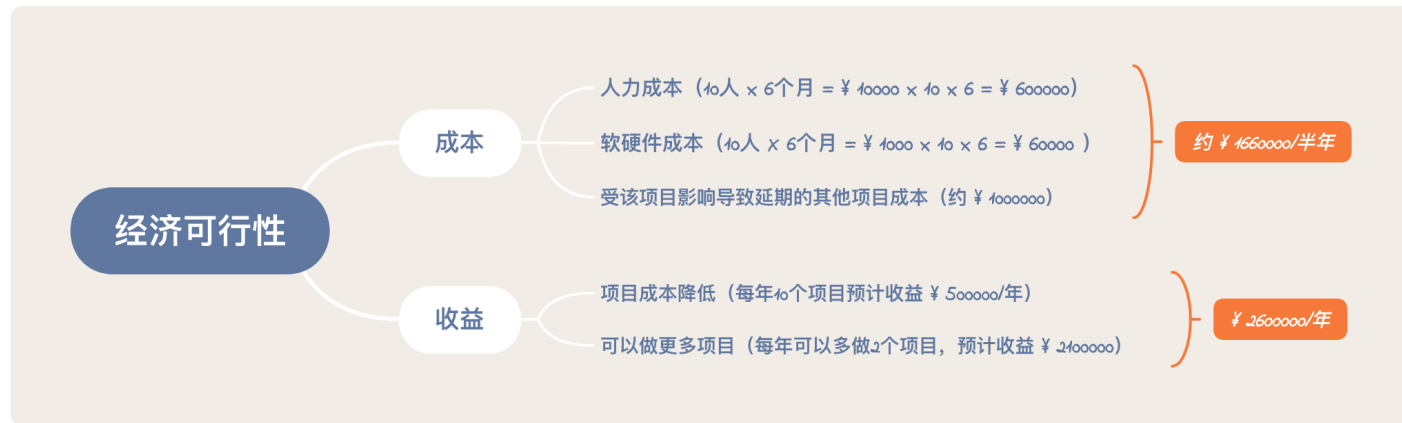 经济可行性
成本
人力成本（10人 × 6个月 = ¥ 10000 × 10 × 6 = ¥ 600000）
软硬件成本（10人 × 6个月 = ¥ 1000 × 10 × 6 = ¥ 60000 ）
受该项目影响导致延期的其他项目成本（约 ¥ 1000000）
约 ¥ 1660000/半年
收益
项目成本降低（每年10个项目预计收益 ¥ 500000/年）
可以做更多项目（每年可以多做2个项目，预计收益 ¥ 2100000）
¥ 2600000/年